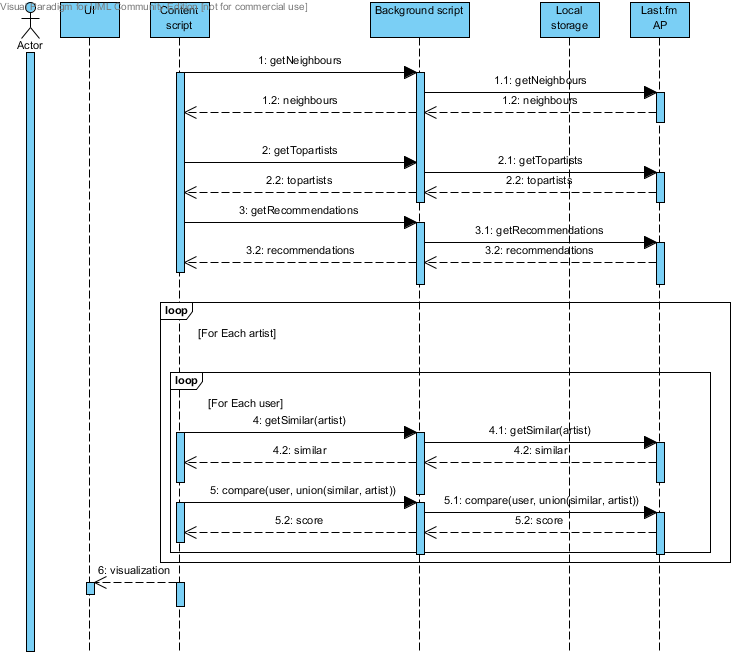 Visual Paradigm for UML Community Edition [not for commercial use]
UI
Content
script
Background script
Local
storage
Last.fm
AP
Actor
1: getNeighbours
1.1: getNeighbours
1.2: neighbours
1.2: neighbours
2: getTopartists
2.1: getTopartists
2.2: topartists
2.2: topartists
3: getRecommendations
3.1: getRecommendations
3.2: recommendations
3.2: recommendations
loop
[For Each artist]
loop
[For Each user]
4: getSimilar(artist)
4.1: getSimilar(artist)
4.2: similar
4.2: similar
5: compare(user, union(similar, artist))
5.1: compare(user, union(similar, artist))
5.2: score
5.2: score
6: visualization